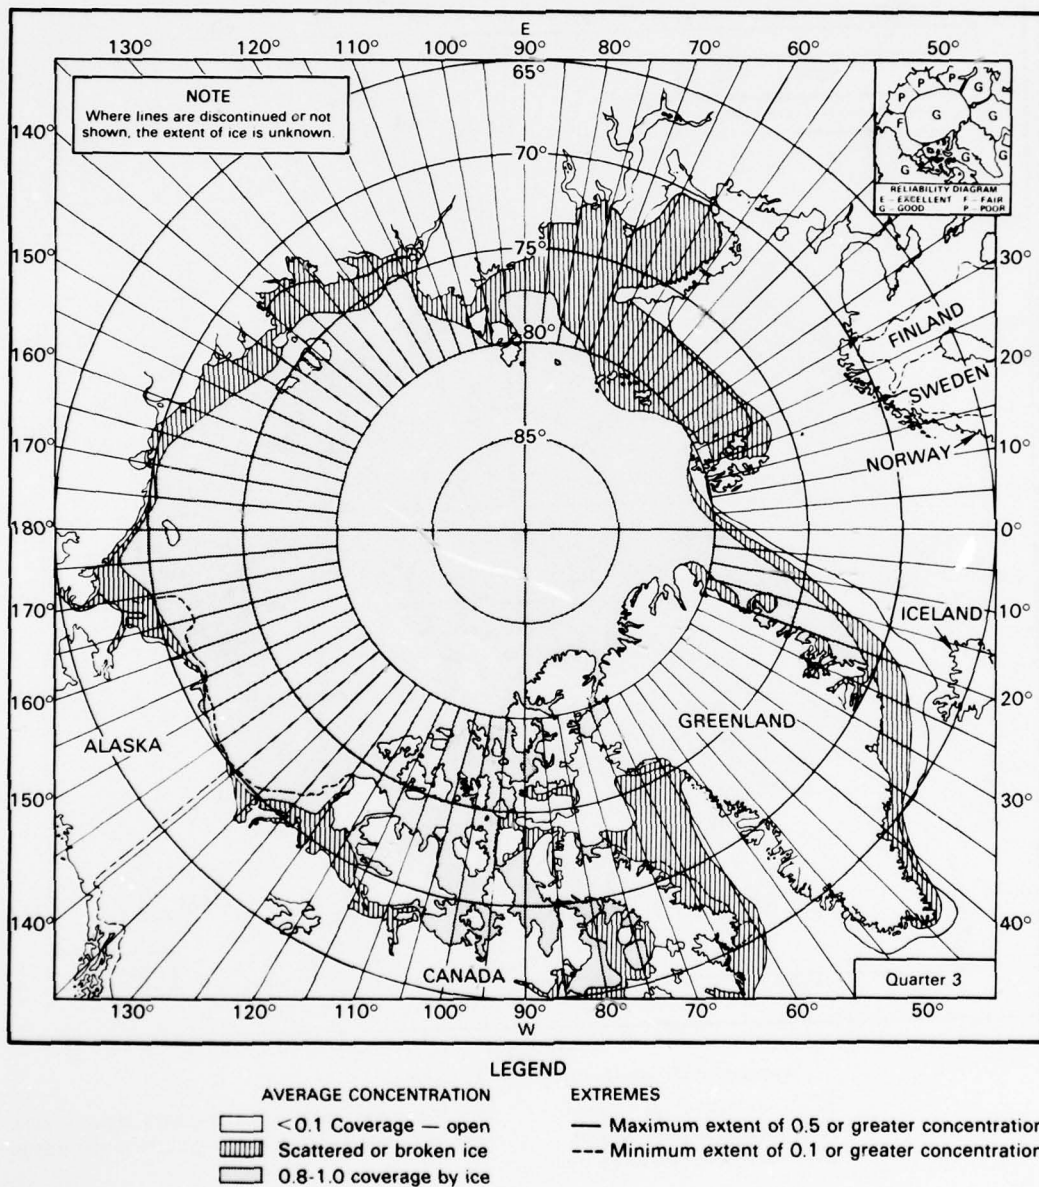 E
130° 120° 110° 100° 90° 80° 70° 60° 50°
65°
NOTE
Where lines are discontinued or not
shown, the extent of ice is unknown.
P P G
P
F G G
G G
G
RELIABILITY DIAGRAM
E – EXCELLENT F – FAIR
G – GOOD P – POOR
140°
70°
150°
75°
30°
FINLAND
160°
80°
20°
SWEDEN
170°
85°
10°
NORWAY
180°
0°
170°
10°
ICELAND
160°
20°
GREENLAND
ALASKA
150°
30°
140°
40°
CANADA
Quarter 3
130° 120° 110° 100° 90° 80° 70° 60° 50°
W
LEGEND
AVERAGE CONCENTRATION
<0.1 Coverage — open
Scattered or broken ice
0.8-1.0 coverage by ice
EXTREMES
— Maximum extent of 0.5 or greater concentration
--- Minimum extent of 0.1 or greater concentration